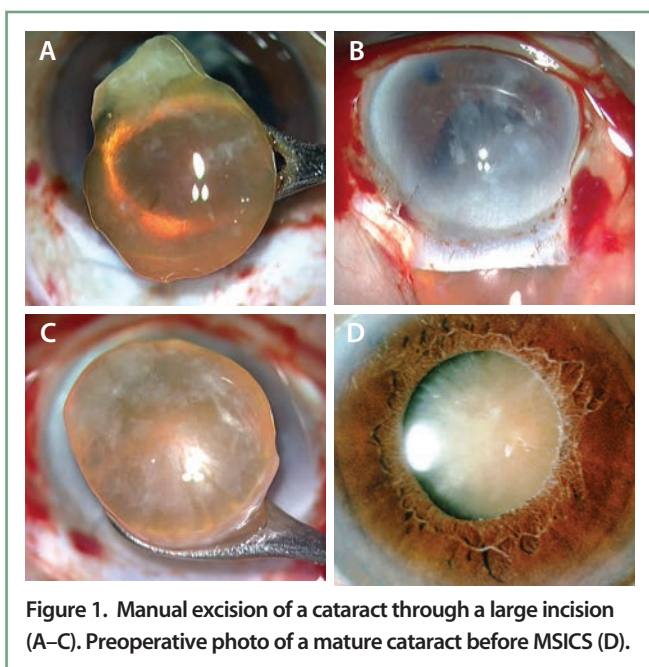 A
B
C
D
Figure 1. Manual excision of a cataract through a large incision
(A–C). Preoperative photo of a mature cataract before MSICS (D).